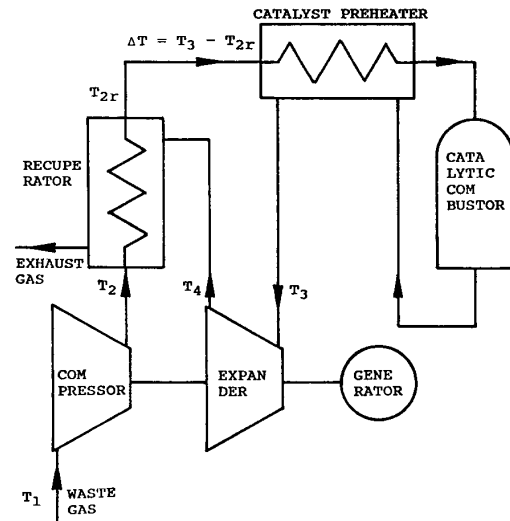 CATALYST PREHEATER
ΔT = T3 - T2r
T2r
RECUPE
RATOR
CATA
LYTIC
COM
BUSTOR
EXHAUST
GAS
T2
T4
T3
COM
PRESSOR
EXPAN
DER
GENE
RATOR
T1
WASTE
GAS